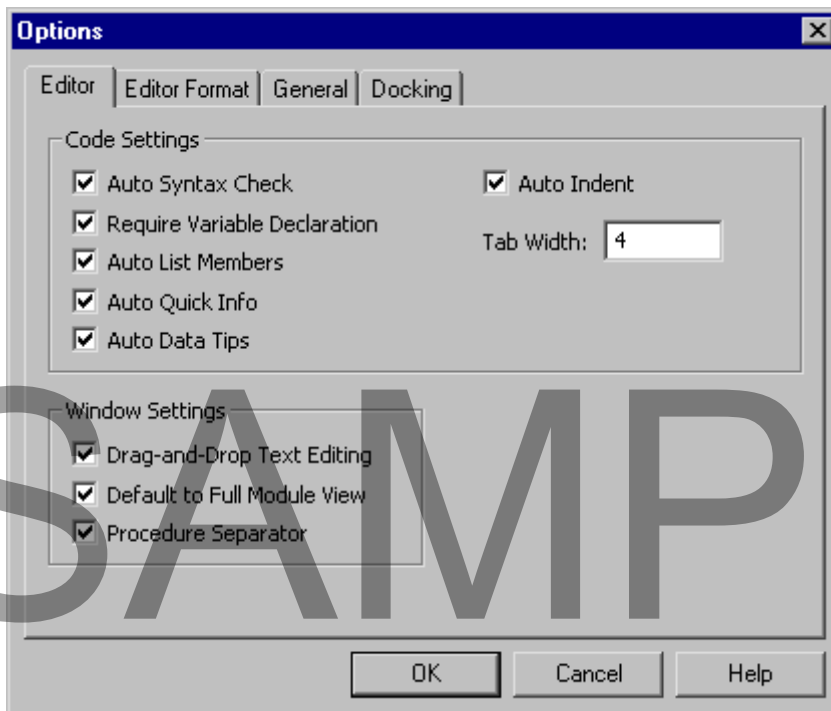 Options
Editor
Editor Format
General
Docking
Code Settings
Auto Syntax Check
Require Variable Declaration
Auto List Members
Auto Quick Info
Auto Data Tips
Auto Indent
Tab Width: 4
Window Settings
Drag-and-Drop Text Editing
Default to Full Module View
Procedure Separator
SAMP
OK
Cancel
Help